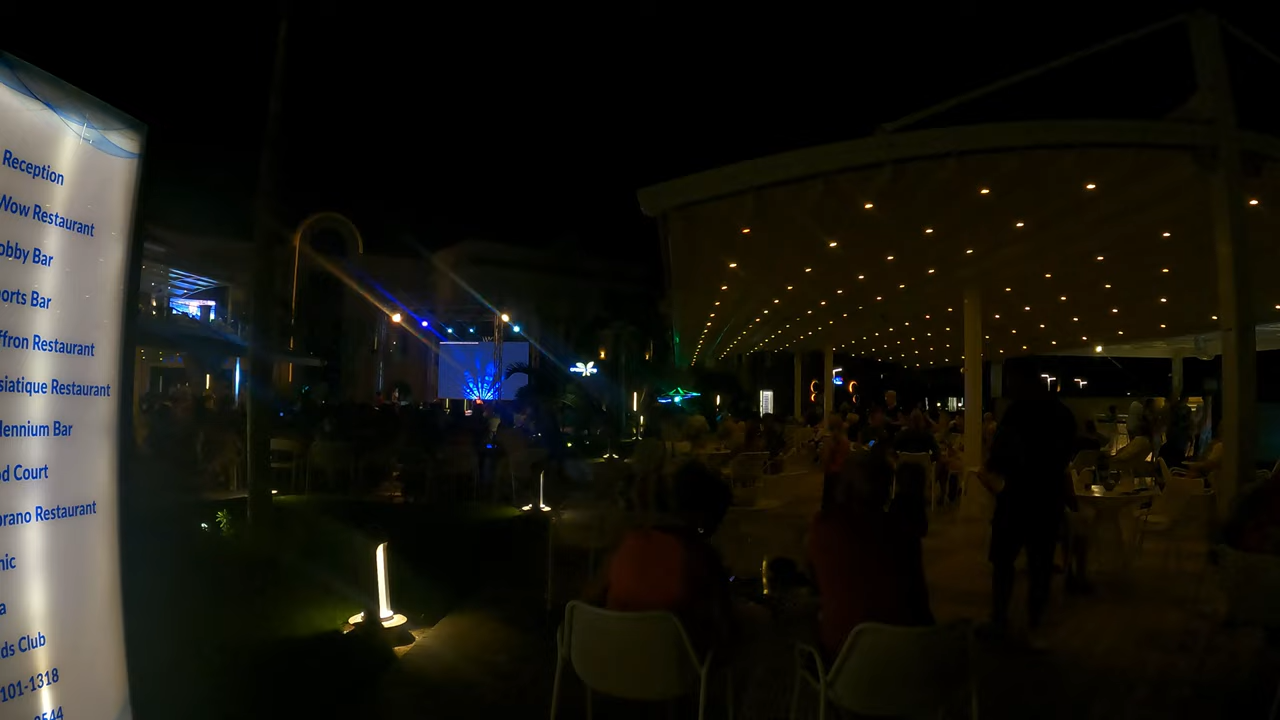 Reception
Wow Restaurant
obby Bar
orts Bar
ffron Restaurant
siatique Restaurant
llennium Bar
d Court
prano Restaurant
nic
a
ds Club
101-1318
2544